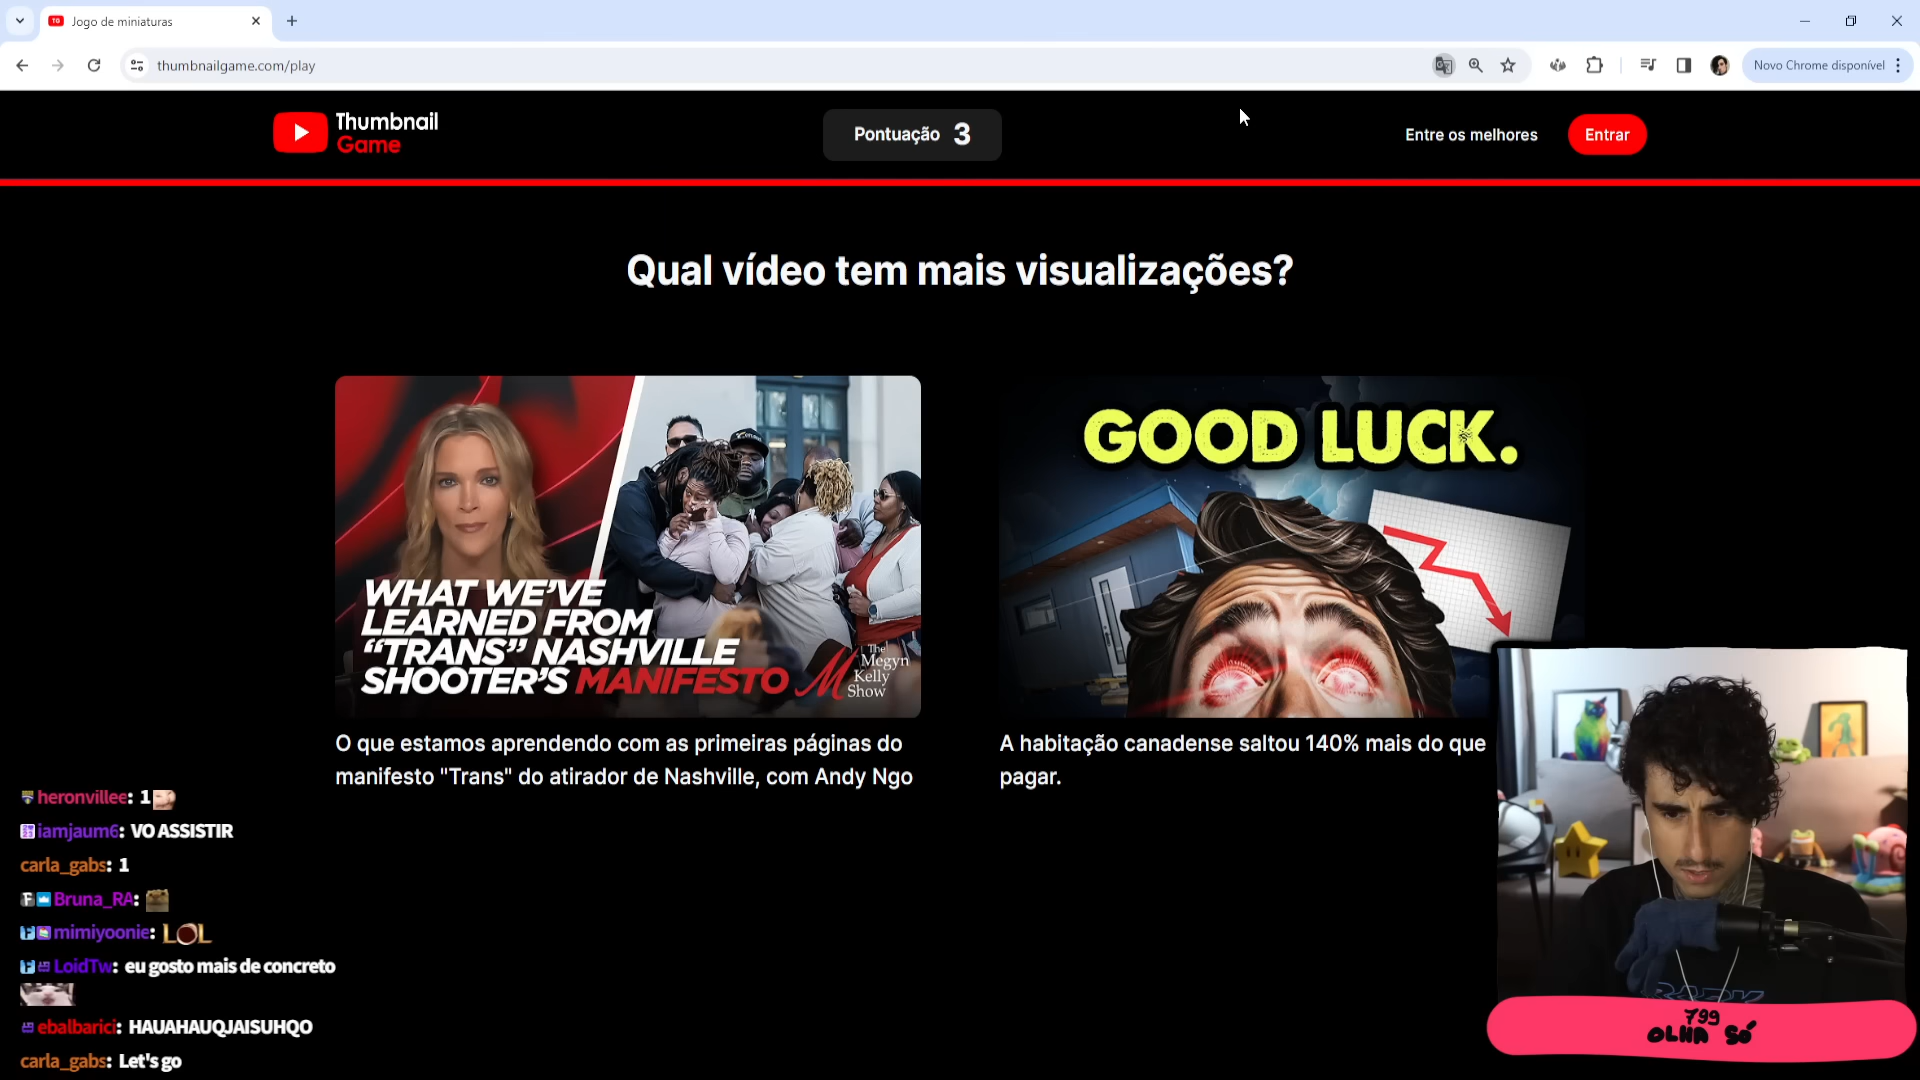 Jogo de miniaturas
thumbnailgame.com/play
Novo Chrome disponível
Thumbnail
Game
Pontuação 3
Entre os melhores
Entrar
Qual vídeo tem mais visualizações?
WHAT WE'VE
LEARNED FROM
"TRANS" NASHVILLE
SHOOTER'S MANIFESTO
The
Megyn
Kelly
Show
O que estamos aprendendo com as primeiras páginas do
manifesto "Trans" do atirador de Nashville, com Andy Ngo
GOOD LUCK.
A habitação canadense saltou 140% mais do que
pagar.
heronvillee: 1
iamjaum6: VO ASSISTIR
carla_gabs: 1
Bruna_RA:
mimiyoonie: LOL
LoidTw: eu gosto mais de concreto
ebalbarici: HAUAHAUQJAISUHQO
carla_gabs: Let's go
799
OLHA SÓ